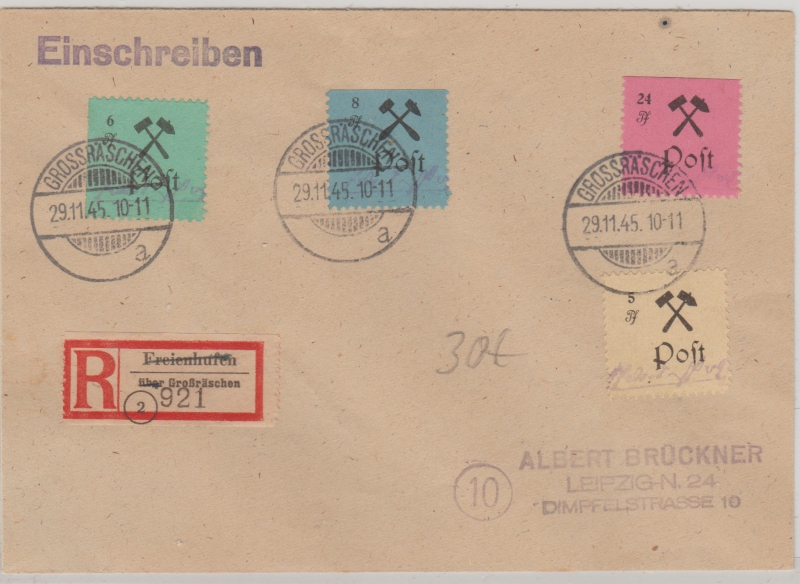 Einschreiben
6
Pf
Post
8
Pf
Post
24
Pf
Post
GROSSRÄSCHEN
29.11.45. 10-11
a
GROSSRÄSCHEN
29.11.45. 10-11
a
GROSSRÄSCHEN
29.11.45. 10-11
a
5
Pf
Post
R
Freienhufen
über Großräschen
921
2
30€
10
ALBERT BRÜCKNER
LEIPZIG-N. 24
DIMPFELSTRASSE 10